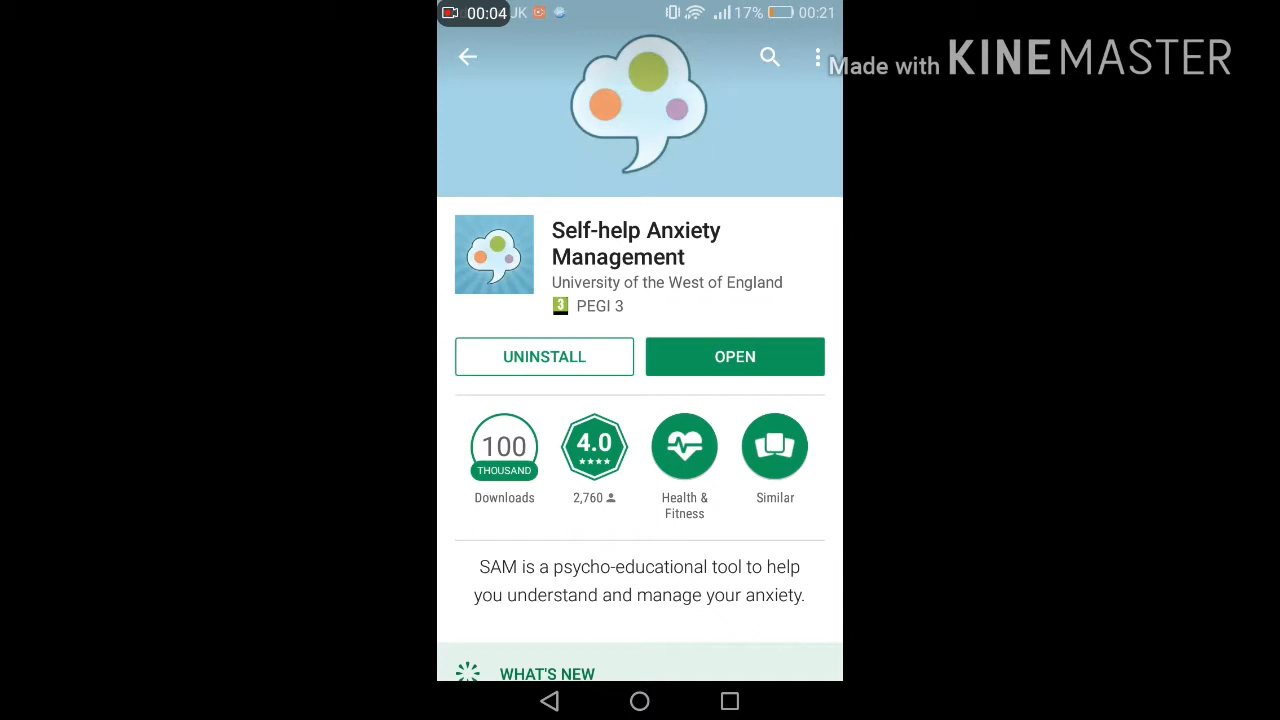 00:04 UK 17% 00:21
Made with KINEMASTER
Self-help Anxiety
Management
University of the West of England
3 PEGI 3
UNINSTALL OPEN
100 THOUSAND 4.0
Downloads 2,760 Health & Similar
Fitness
SAM is a psycho-educational tool to help
you understand and manage your anxiety.
WHAT'S NEW